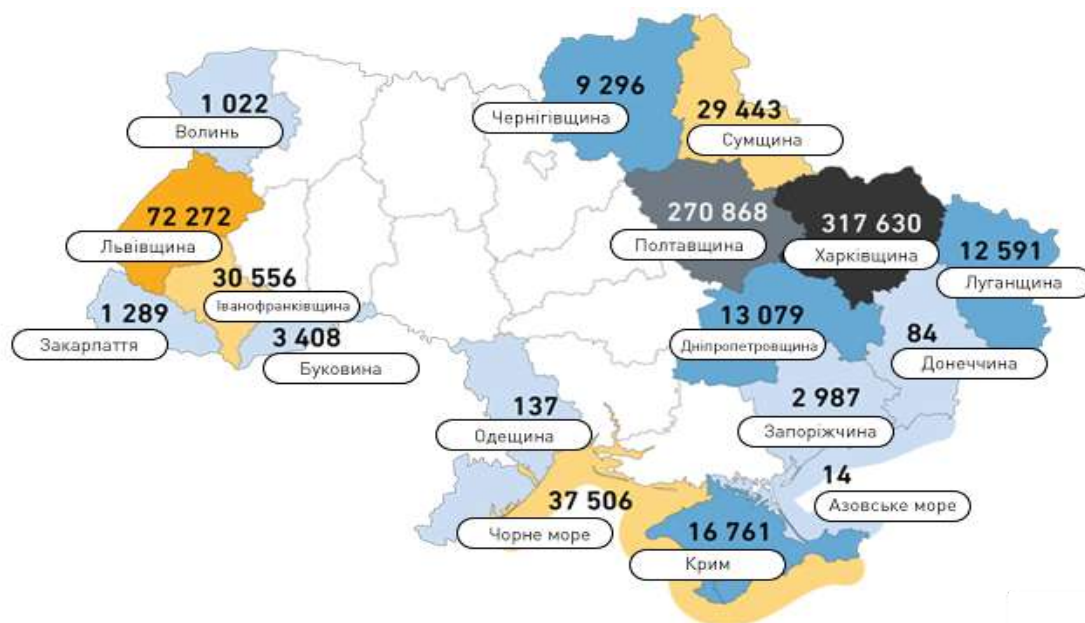 9 296
Чернігівщина
29 443
Сумщина
1 022
Волинь
72 272
Львівщина
270 868
Полтавщина
317 630
Харківщина
12 591
Луганщина
30 556
Іванофранківщина
1 289
Закарпаття
3 408
Буковина
13 079
Дніпропетровщина
84
Донеччина
137
Одещина
2 987
Запоріжчина
14
Азовське море
37 506
Чорне море
16 761
Крим